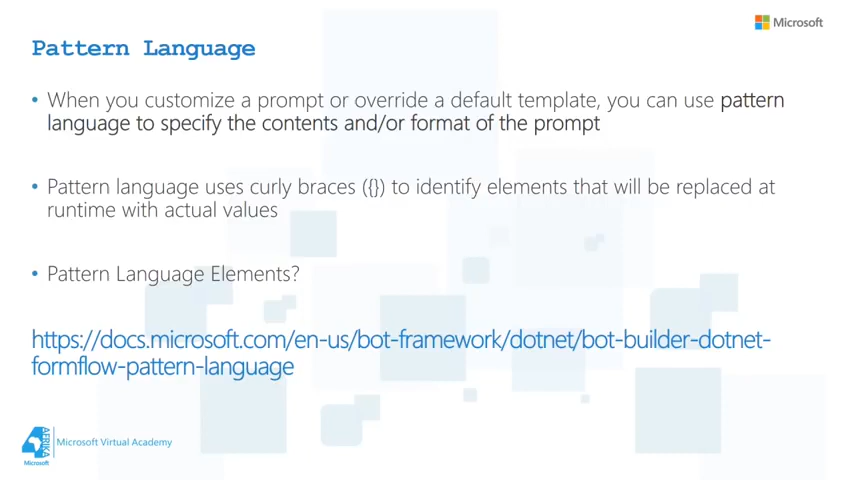 Microsoft
Pattern Language
• When you customize a prompt or override a default template, you can use pattern
language to specify the contents and/or format of the prompt
• Pattern language uses curly braces ({}) to identify elements that will be replaced at
runtime with actual values
• Pattern Language Elements?
https://docs.microsoft.com/en-us/bot-framework/dotnet/bot-builder-dotnet-
formflow-pattern-language
4AFRIKA
Microsoft
Microsoft Virtual Academy